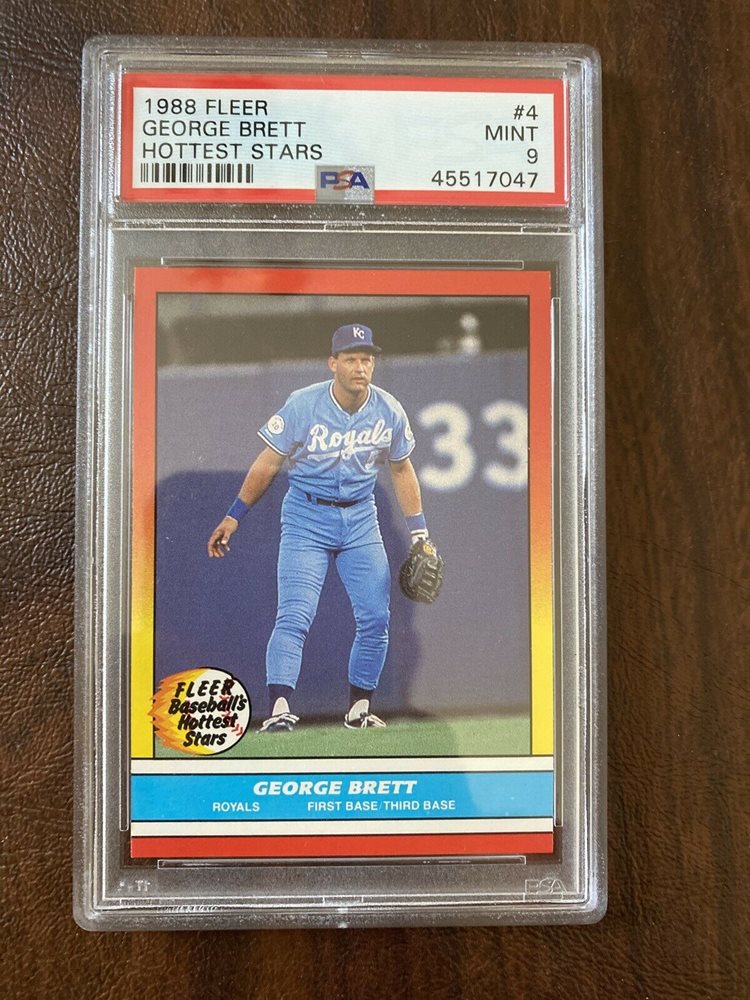 1988 FLEER #4
GEORGE BRETT MINT
HOTTEST STARS 9
PSA 45517047
KC
Royals
33
FLEER
Baseball's
Hottest
Stars
GEORGE BRETT
ROYALS FIRST BASE/THIRD BASE
PSA